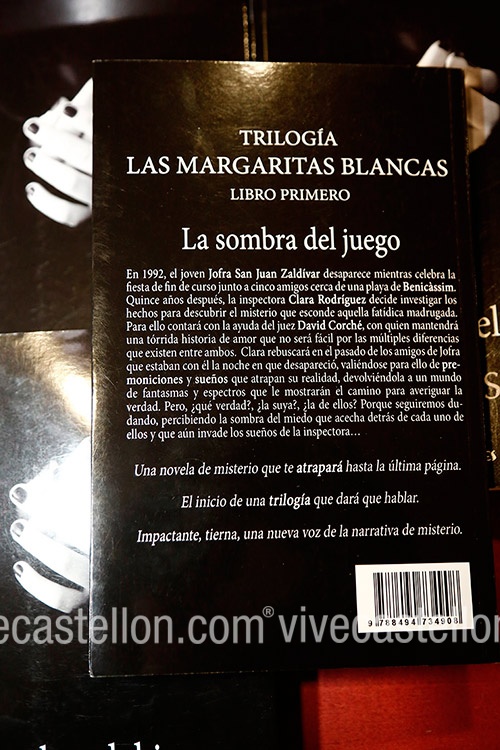 TRILOGÍA
LAS MARGARITAS BLANCAS
LIBRO PRIMERO
La sombra del juego
En 1992, el joven Jofra San Juan Zaldívar desaparece mientras celebra la
fiesta de fin de curso junto a cinco amigos cerca de una playa de Benicàssim.
Quince años después, la inspectora Clara Rodríguez decide investigar los
hechos para descubrir el misterio que esconde aquella fatídica madrugada.
Para ello contará con la ayuda del juez David Corché, con quien mantendrá
una tórrida historia de amor que no será fácil por las múltiples diferencias
que existen entre ambos. Clara rebuscará en el pasado de los amigos de Jofra
que estaban con él la noche en que desapareció, valiéndose para ello de pre-
moniciones y sueños que atrapan su realidad, devolviéndola a un mundo
de fantasmas y espectros que le mostrarán el camino para averiguar la
verdad. Pero, ¿qué verdad?, ¿la suya?, ¿la de ellos? Porque seguiremos du-
dando, percibiendo la sombra del miedo que acecha detrás de cada uno de
ellos y que aún invade los sueños de la inspectora…
Una novela de misterio que te atrapará hasta la última página.
El inicio de una trilogía que dará que hablar.
Impactante, tierna, una nueva voz de la narrativa de misterio.
9 788494 734908
vecastellon.com® vivecastellon
el
s